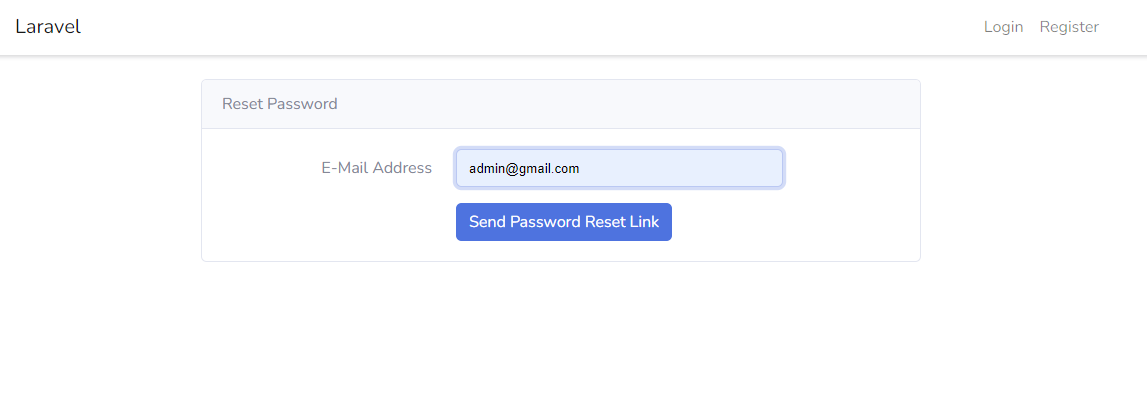 Laravel
Login Register
Reset Password
E-Mail Address admin@gmail.com
Send Password Reset Link